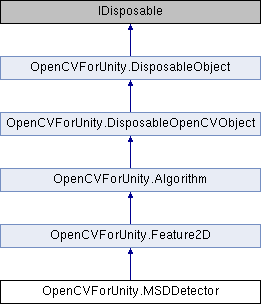 IDisposable
OpenCVForUnity.DisposableObject
OpenCVForUnity.DisposableOpenCVObject
OpenCVForUnity.Algorithm
OpenCVForUnity.Feature2D
OpenCVForUnity.MSDDetector